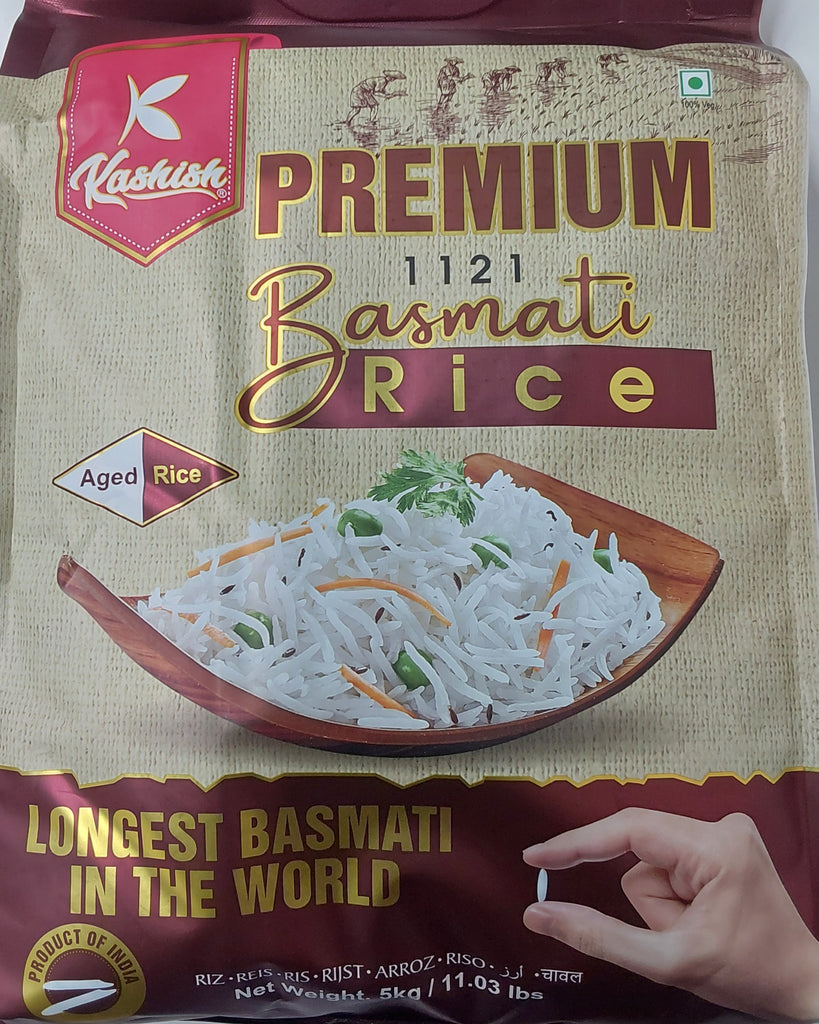 Kashish®
100% Veg
PREMIUM
1121
Basmati
Rice
Aged Rice
LONGEST BASMATI
IN THE WORLD
PRODUCT OF INDIA
RIZ • REIS • RIS • RIJST • ARROZ • RISO • أرز • चावल
Net Weight. 5kg / 11.03 lbs